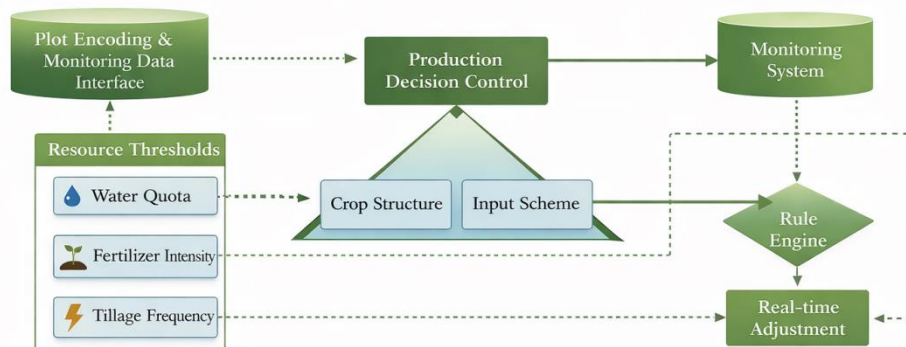 Plot Encoding &
Monitoring Data
Interface
Production
Decision Control
Monitoring
System
Resource Thresholds
Water Quota
Crop Structure
Input Scheme
Rule
Engine
Fertilizer Intensity
Tillage Frequency
Real-time
Adjustment